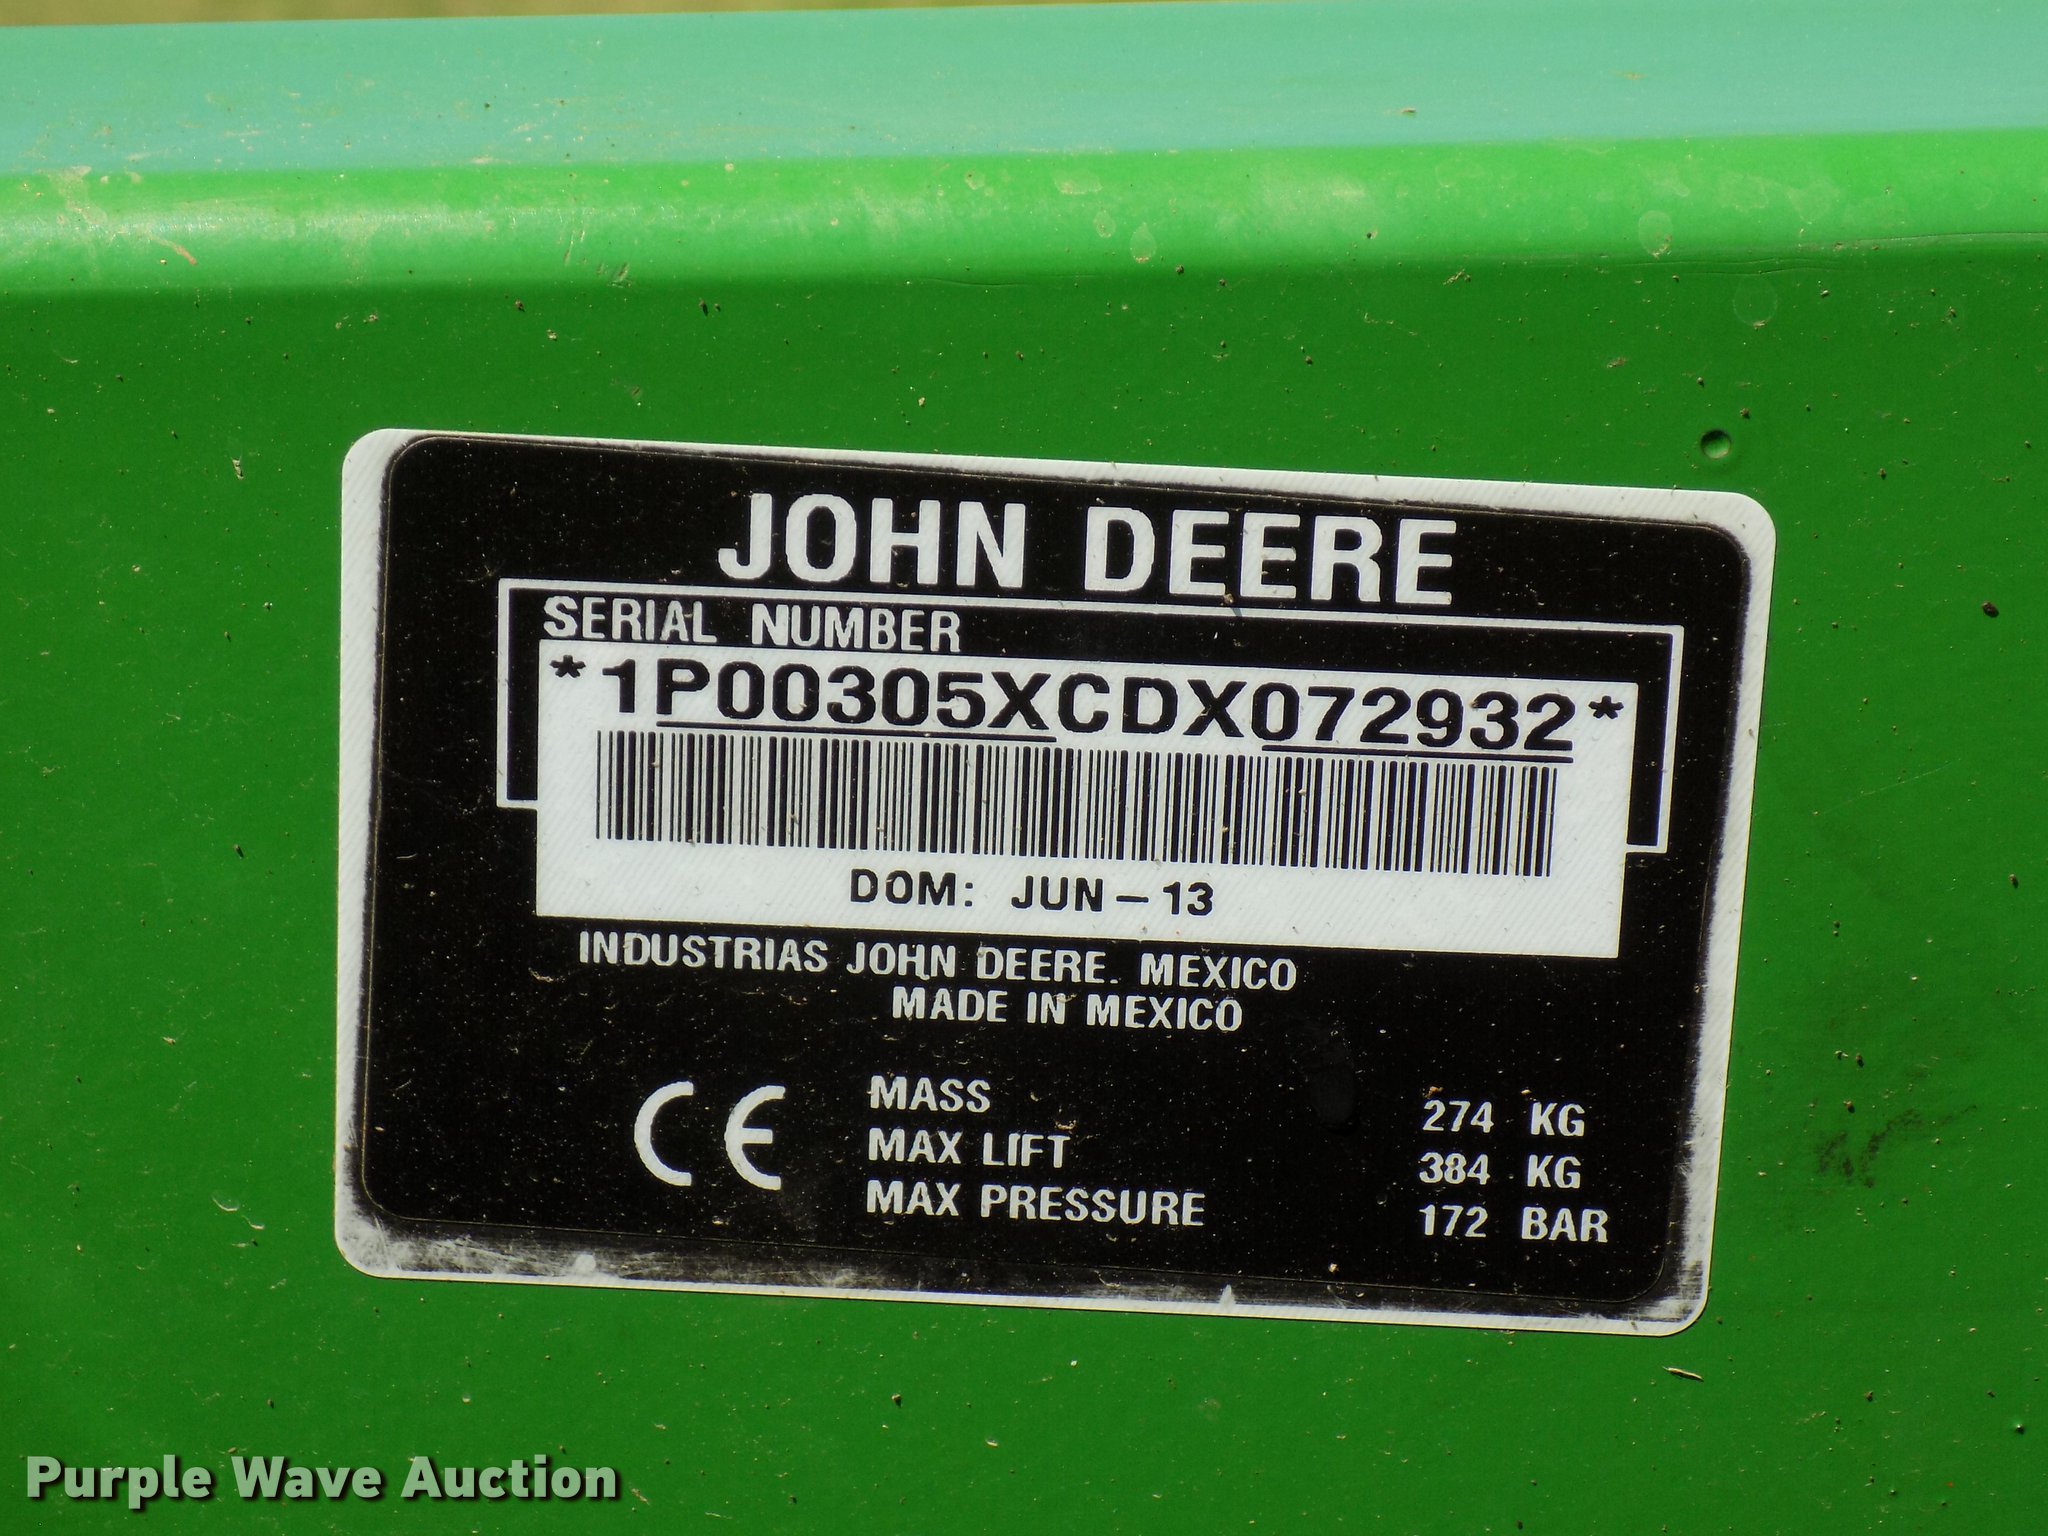 JOHN DEERE
SERIAL NUMBER
*1P00305XCDX072932*
DOM: JUN-13
INDUSTRIAS JOHN DEERE. MEXICO
MADE IN MEXICO
CE
MASS 274 KG
MAX LIFT 384 KG
MAX PRESSURE 172 BAR
Purple Wave Auction